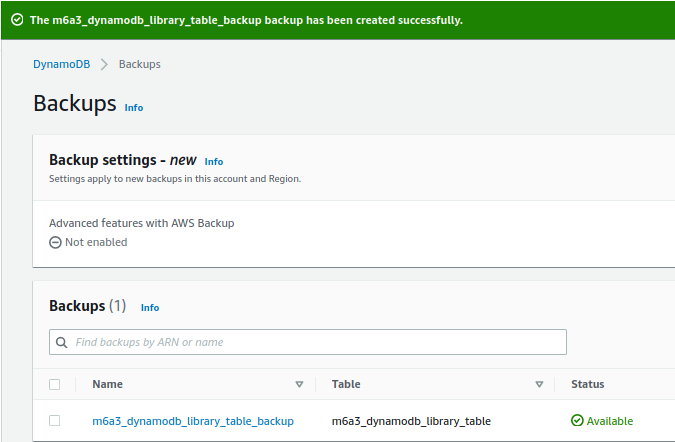 The m6a3_dynamodb_library_table_backup backup has been created successfully.
DynamoDB > Backups
Backups Info
Backup settings - new Info
Settings apply to new backups in this account and Region.
Advanced features with AWS Backup
Not enabled
Backups (1) Info
Find backups by ARN or name
Name Table Status
m6a3_dynamodb_library_table_backup m6a3_dynamodb_library_table Available